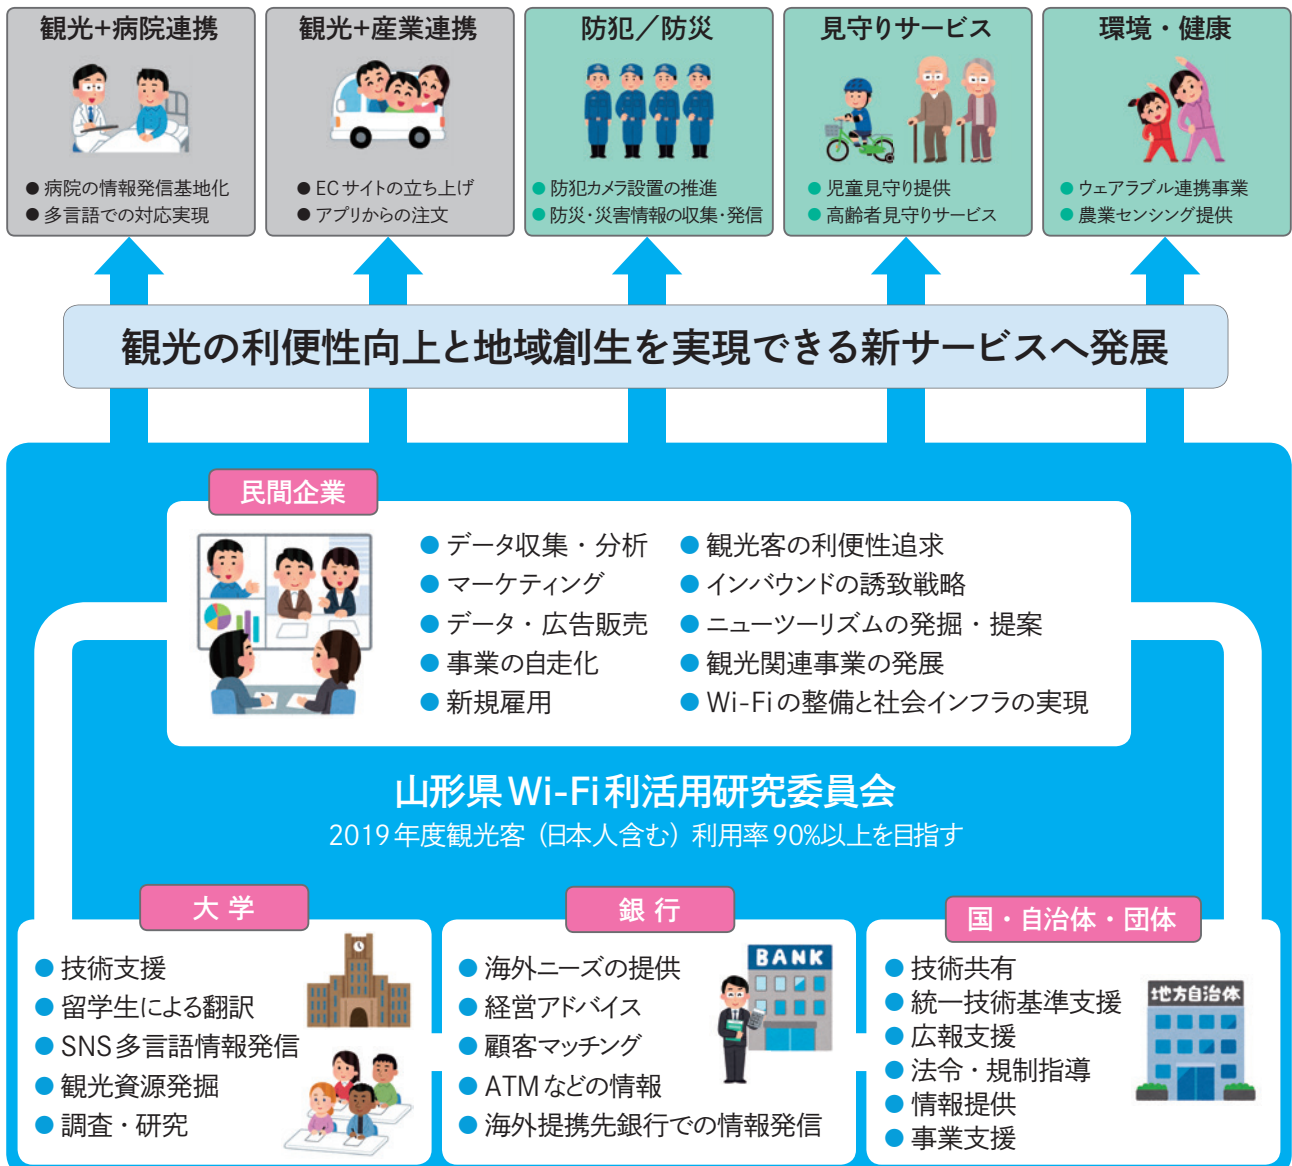 観光+病院連携
● 病院の情報発信基地化
● 多言語での対応実現
観光+産業連携
● ECサイトの立ち上げ
● アプリからの注文
防犯／防災
● 防犯カメラ設置の推進
● 防災・災害情報の収集・発信
見守りサービス
● 児童見守り提供
● 高齢者見守りサービス
環境・健康
● ウェアラブル連携事業
● 農業センシング提供
観光の利便性向上と地域創生を実現できる新サービスへ発展
民間企業
● データ収集・分析
● マーケティング
● データ・広告販売
● 事業の自走化
● 新規雇用
● 観光客の利便性追求
● インバウンドの誘致戦略
● ニューツーリズムの発掘・提案
● 観光関連事業の発展
● Wi-Fiの整備と社会インフラの実現
山形県Wi-Fi利活用研究委員会
2019年度観光客（日本人含む）利用率90%以上を目指す
大学
● 技術支援
● 留学生による翻訳
● SNS多言語情報発信
● 観光資源発掘
● 調査・研究
銀行
● 海外ニーズの提供
● 経営アドバイス
● 顧客マッチング
● ATMなどの情報
● 海外提携先銀行での情報発信
BANK
国・自治体・団体
● 技術共有
● 統一技術基準支援
● 広報支援
● 法令・規制指導
● 情報提供
● 事業支援
地方自治体